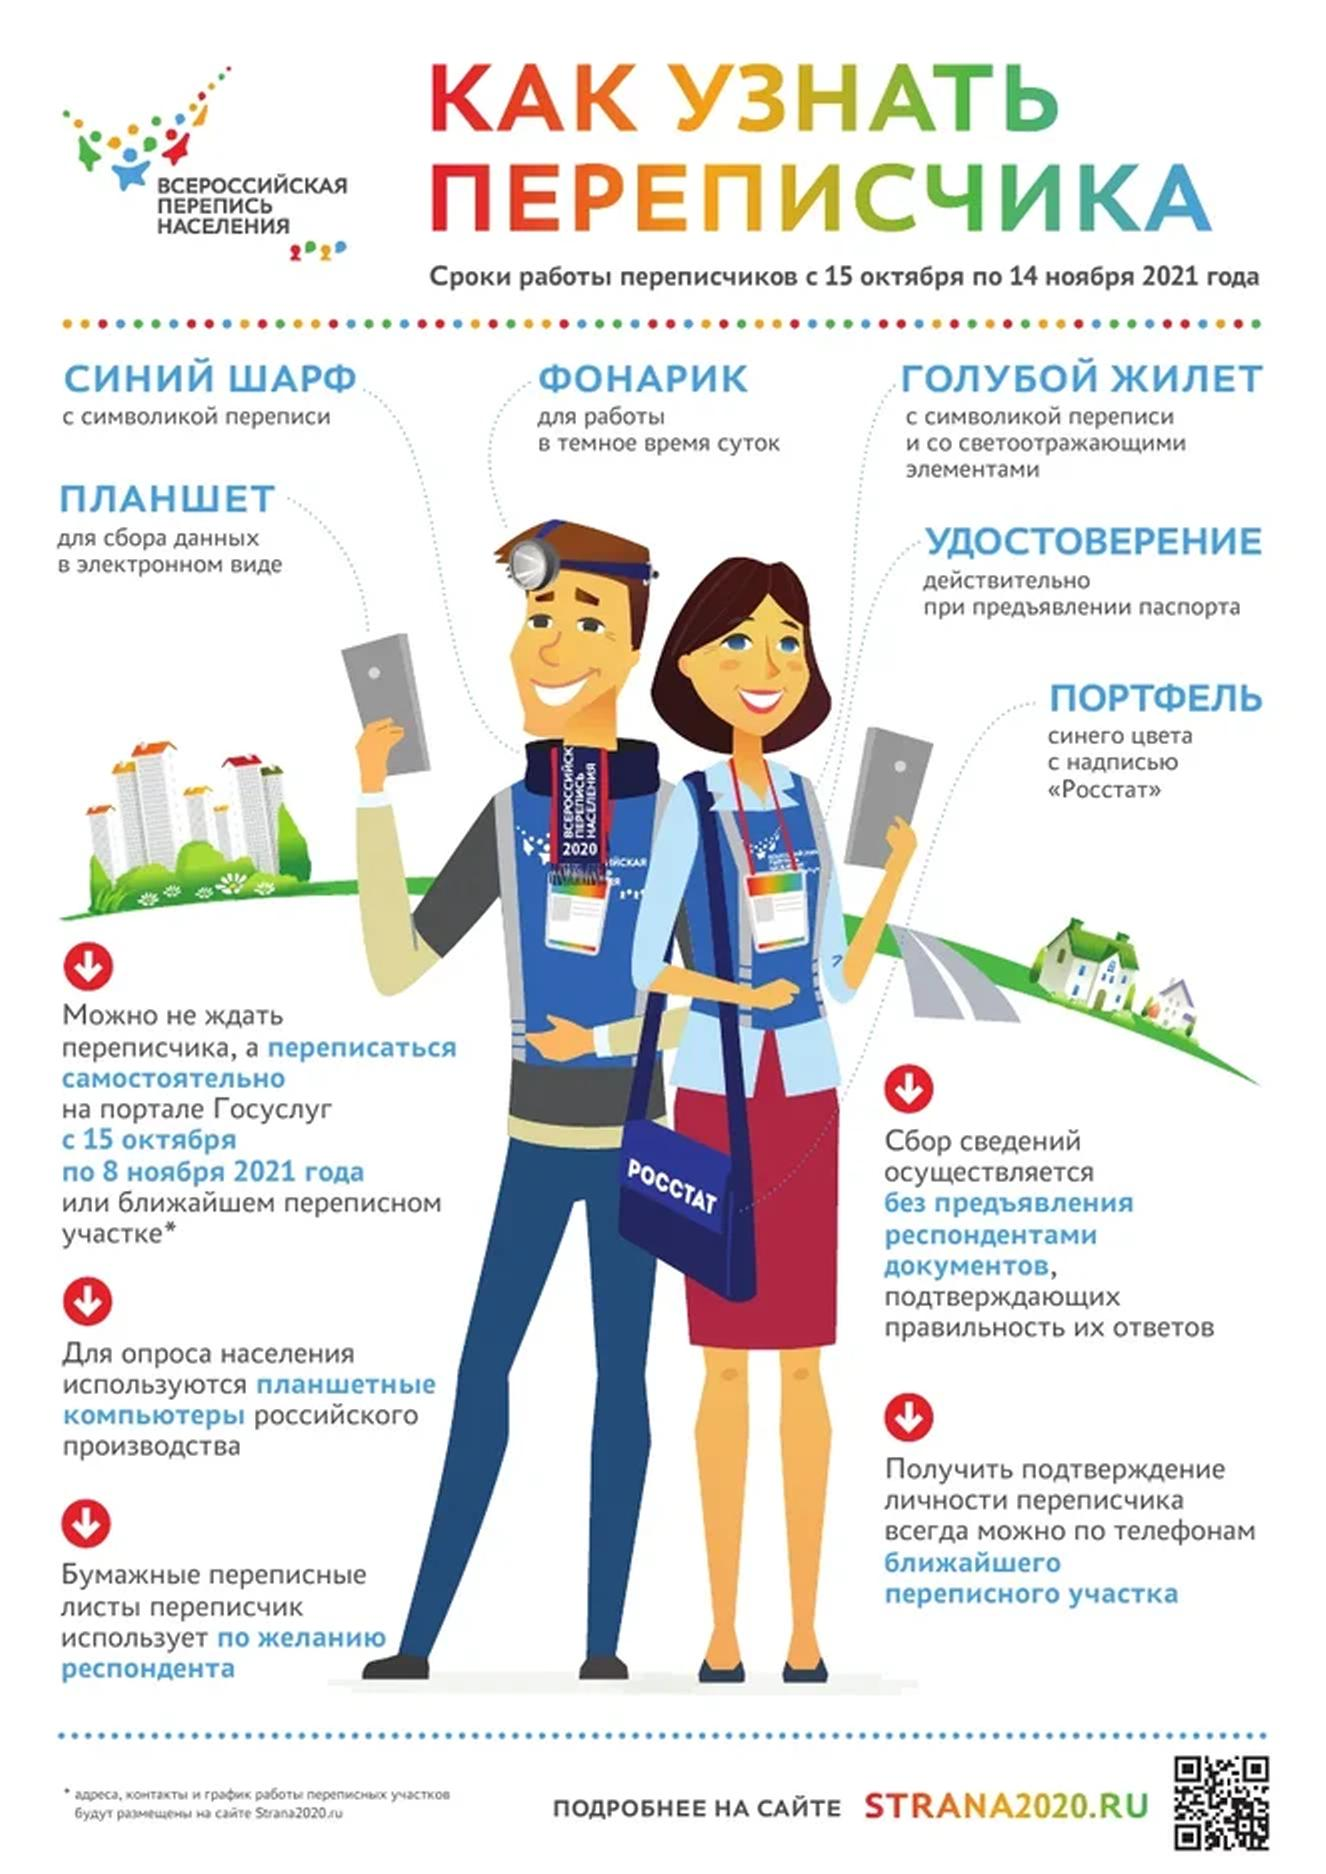 ВСЕРОССИЙСКАЯ
ПЕРЕПИСЬ
НАСЕЛЕНИЯ
2020
КАК УЗНАТЬ
ПЕРЕПИСЧИКА
Сроки работы переписчиков с 15 октября по 14 ноября 2021 года
СИНИЙ ШАРФ
с символикой переписи
ФОНАРИК
для работы
в темное время суток
ГОЛУБОЙ ЖИЛЕТ
с символикой переписи
и со светоотражающими
элементами
ПЛАНШЕТ
для сбора данных
в электронном виде
УДОСТОВЕРЕНИЕ
действительно
при предъявлении паспорта
ПОРТФЕЛЬ
синего цвета
с надписью
«Росстат»
ВСЕРОССИЙСК
ПЕРЕПИСЬ
НАСЕЛЕНИЯ
2020
РОССТАТ
Можно не ждать
переписчика, а переписаться
самостоятельно
на портале Госуслуг
с 15 октября
по 8 ноября 2021 года
или ближайшем переписном
участке*
Для опроса населения
используются планшетные
компьютеры российского
производства
Бумажные переписные
листы переписчик
использует по желанию
респондента
Сбор сведений
осуществляется
без предъявления
респондентами
документов,
подтверждающих
правильность их ответов
Получить подтверждение
личности переписчика
всегда можно по телефонам
ближайшего
переписного участка
* адреса, контакты и график работы переписных участков
будут размещены на сайте Strana2020.ru
ПОДРОБНЕЕ НА САЙТЕ STRANA2020.RU